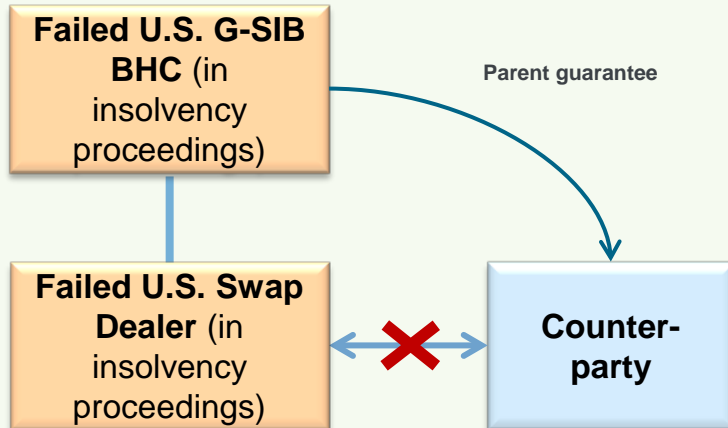 Failed U.S. G-SIB
BHC (in
insolvency
proceedings)
Parent guarantee
Failed U.S. Swap
Dealer (in
insolvency
proceedings)
Counter-
party